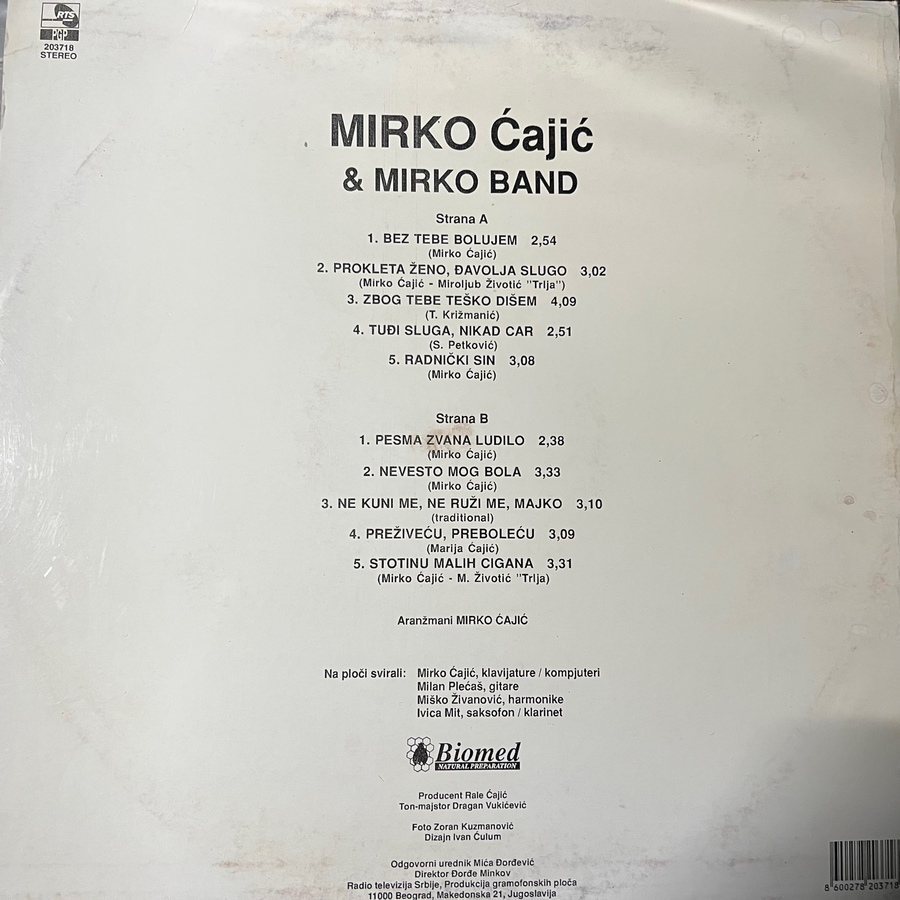 RTS
PGP
203718
STEREO
MIRKO Ćajić
& MIRKO BAND
Strana A
1. BEZ TEBE BOLUJEM 2,54
(Mirko Ćajić)
2. PROKLETA ŽENO, ĐAVOLJA SLUGO 3,02
(Mirko Ćajić - Miroljub Životić "Trlja")
3. ZBOG TEBE TEŠKO DIŠEM 4,09
(T. Križmanić)
4. TUĐI SLUGA, NIKAD CAR 2,51
(S. Petković)
5. RADNIČKI SIN 3,08
(Mirko Ćajić)
Strana B
1. PESMA ZVANA LUDILO 2,38
(Mirko Ćajić)
2. NEVESTO MOG BOLA 3,33
(Mirko Ćajić)
3. NE KUNI ME, NE RUŽI ME, MAJKO 3,10
(traditional)
4. PREŽIVEĆU, PREBOLEĆU 3,09
(Marija Ćajić)
5. STOTINU MALIH CIGANA 3,31
(Mirko Ćajić - M. Životić "Trlja)
Aranžmani MIRKO ĆAJIĆ
Na ploči svirali: Mirko Ćajić, klavijature / kompjuteri
Milan Plećaš, gitare
Miško Živanović, harmonike
Ivica Mit, saksofon / klarinet
Biomed
NATURAL PREPARATION
Producent Rale Ćajić
Ton-majstor Dragan Vukićević
Foto Zoran Kuzmanović
Dizajn Ivan Ćulum
Odgovorni urednik Mića Đorđević
Direktor Đorđe Minkov
Radio televizija Srbije, Produkcija gramofonskih ploča
11000 Beograd, Makedonska 21, Jugoslavija
8 600278 203718